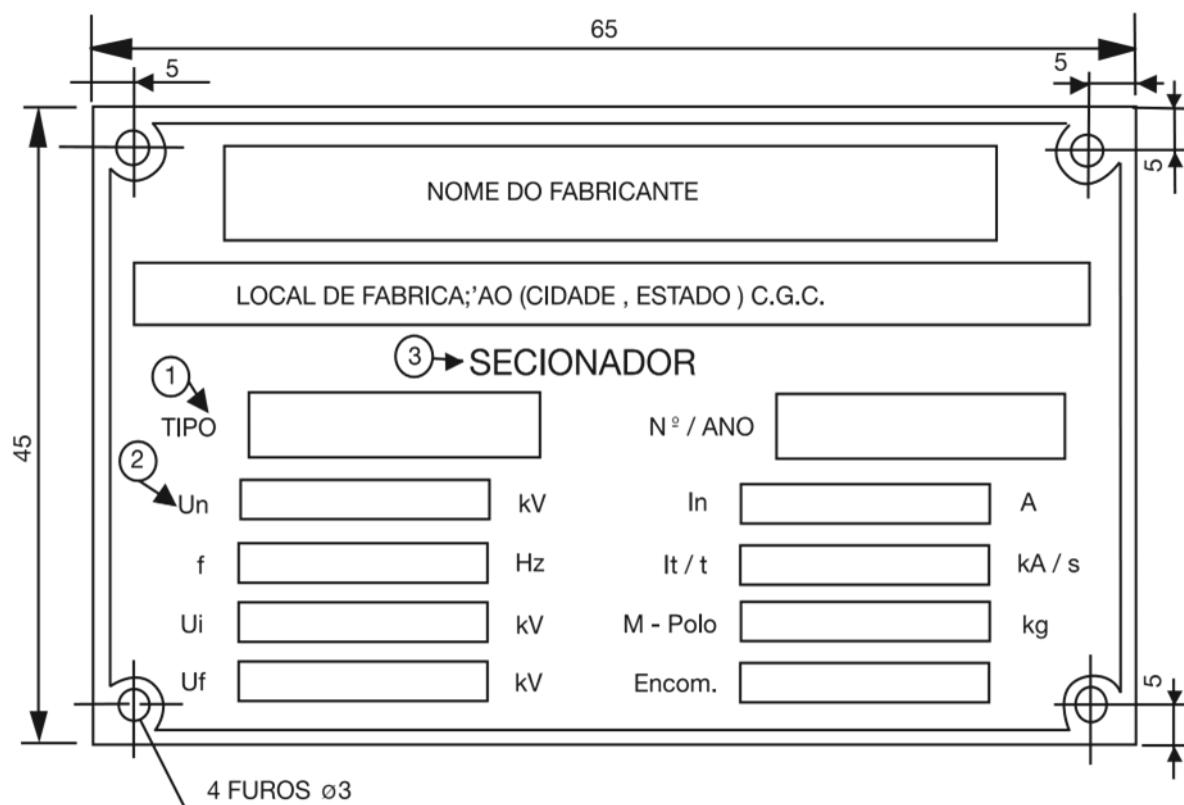 65
5 5
5
NOME DO FABRICANTE
LOCAL DE FABRICA;'AO (CIDADE , ESTADO ) C.G.C.
3 SECIONADOR
1
TIPO Nº / ANO
45
2
Un kV In A
f Hz It / t kA / s
Ui kV M - Polo kg
Uf kV Encom.
5
4 FUROS ø3